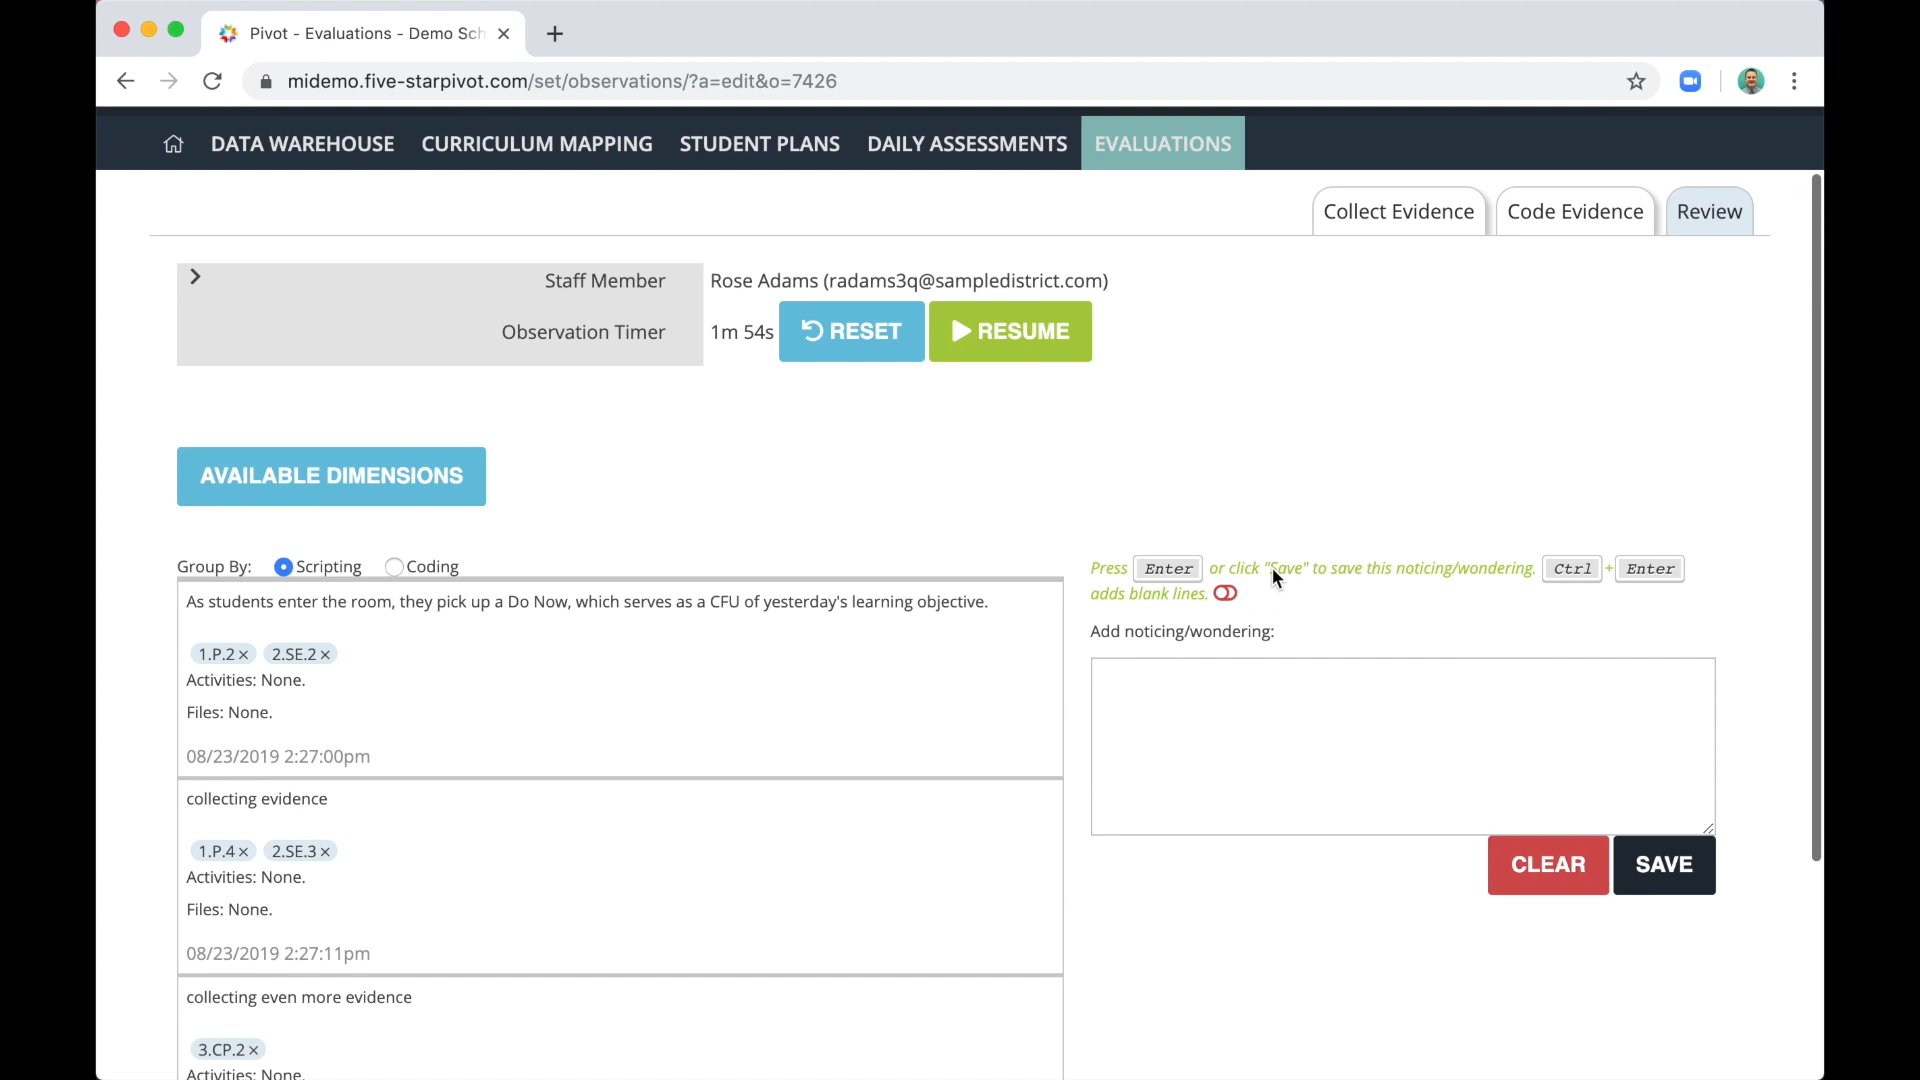 Pivot - Evaluations - Demo Sch
midemo.five-starpivot.com/set/observations/?a=edit&o=7426
DATA WAREHOUSE CURRICULUM MAPPING STUDENT PLANS DAILY ASSESSMENTS EVALUATIONS
Collect Evidence Code Evidence Review
Staff Member Rose Adams (radams3q@sampledistrict.com)
Observation Timer 1m 54s RESET RESUME
AVAILABLE DIMENSIONS
Group By: Scripting Coding
As students enter the room, they pick up a Do Now, which serves as a CFU of yesterday's learning objective.
1.P.2 × 2.SE.2 ×
Activities: None.
Files: None.
08/23/2019 2:27:00pm
collecting evidence
1.P.4 × 2.SE.3 ×
Activities: None.
Files: None.
08/23/2019 2:27:11pm
collecting even more evidence
3.CP.2 ×
Activities: None.
Press Enter or click "Save" to save this noticing/wondering. Ctrl + Enter
adds blank lines.
Add noticing/wondering:
CLEAR SAVE